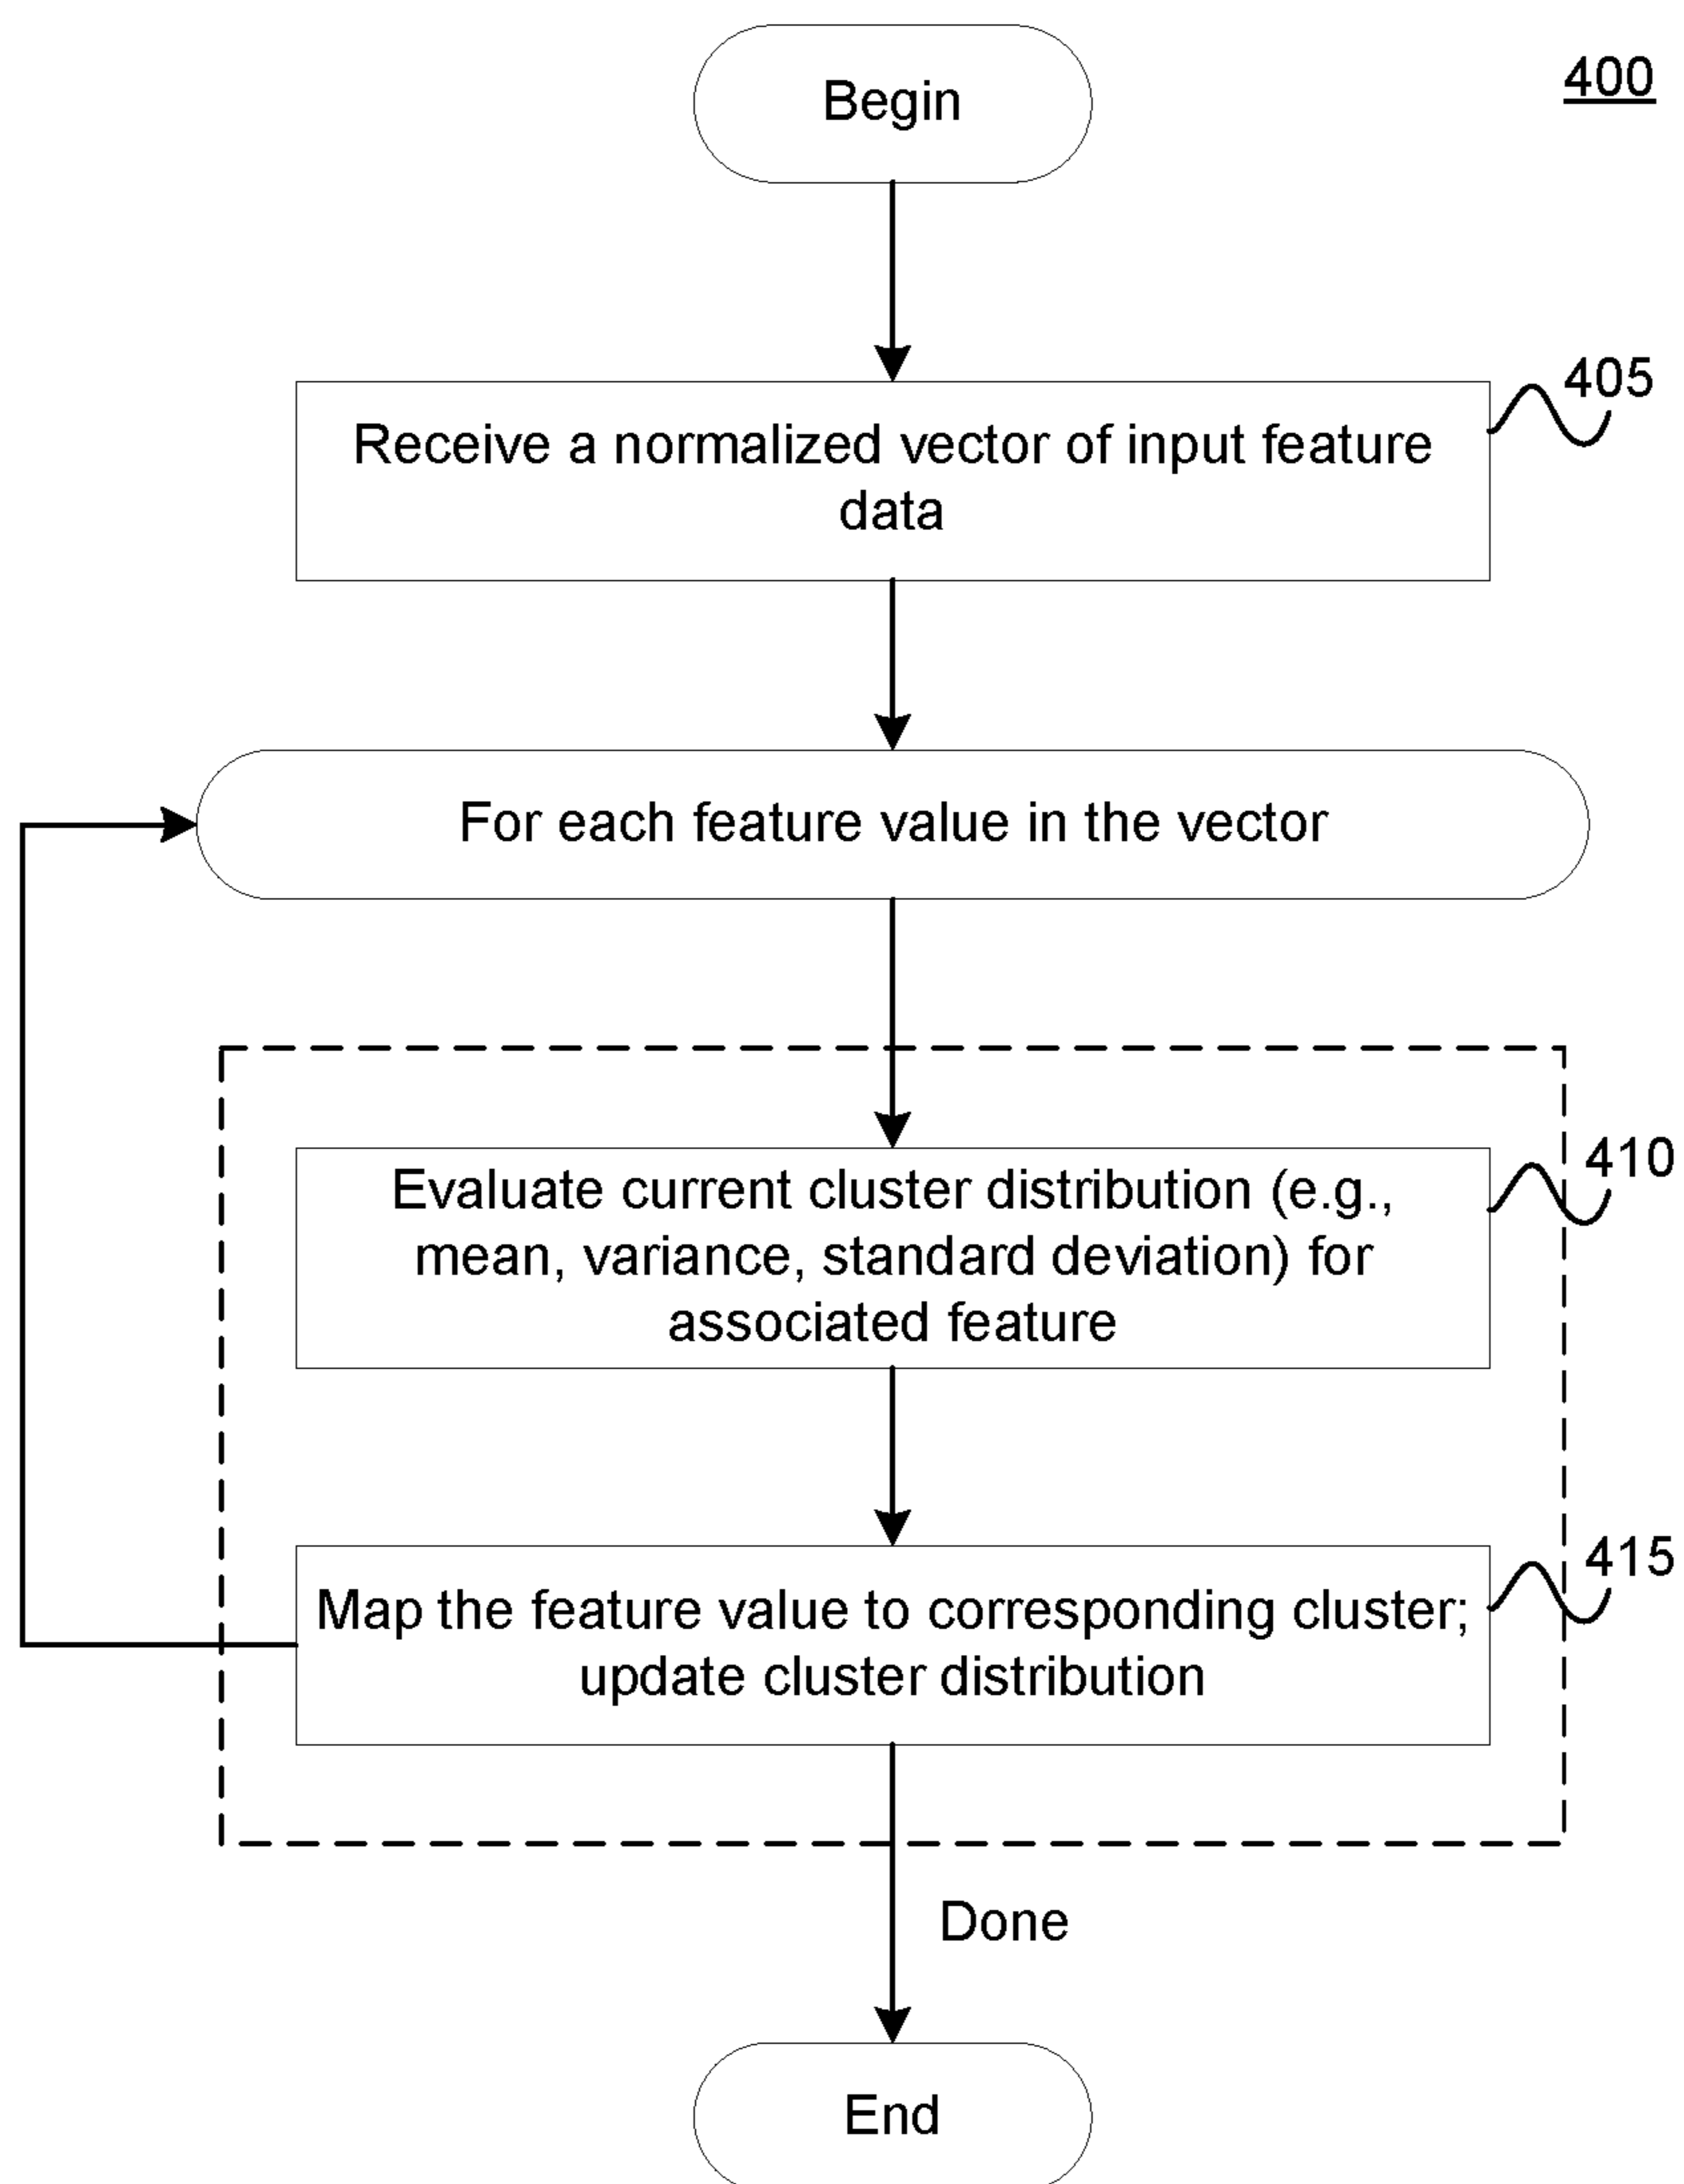 Begin
400
405
Receive a normalized vector of input feature
data
For each feature value in the vector
410
Evaluate current cluster distribution (e.g.,
mean, variance, standard deviation) for
associated feature
415
Map the feature value to corresponding cluster;
update cluster distribution
Done
End